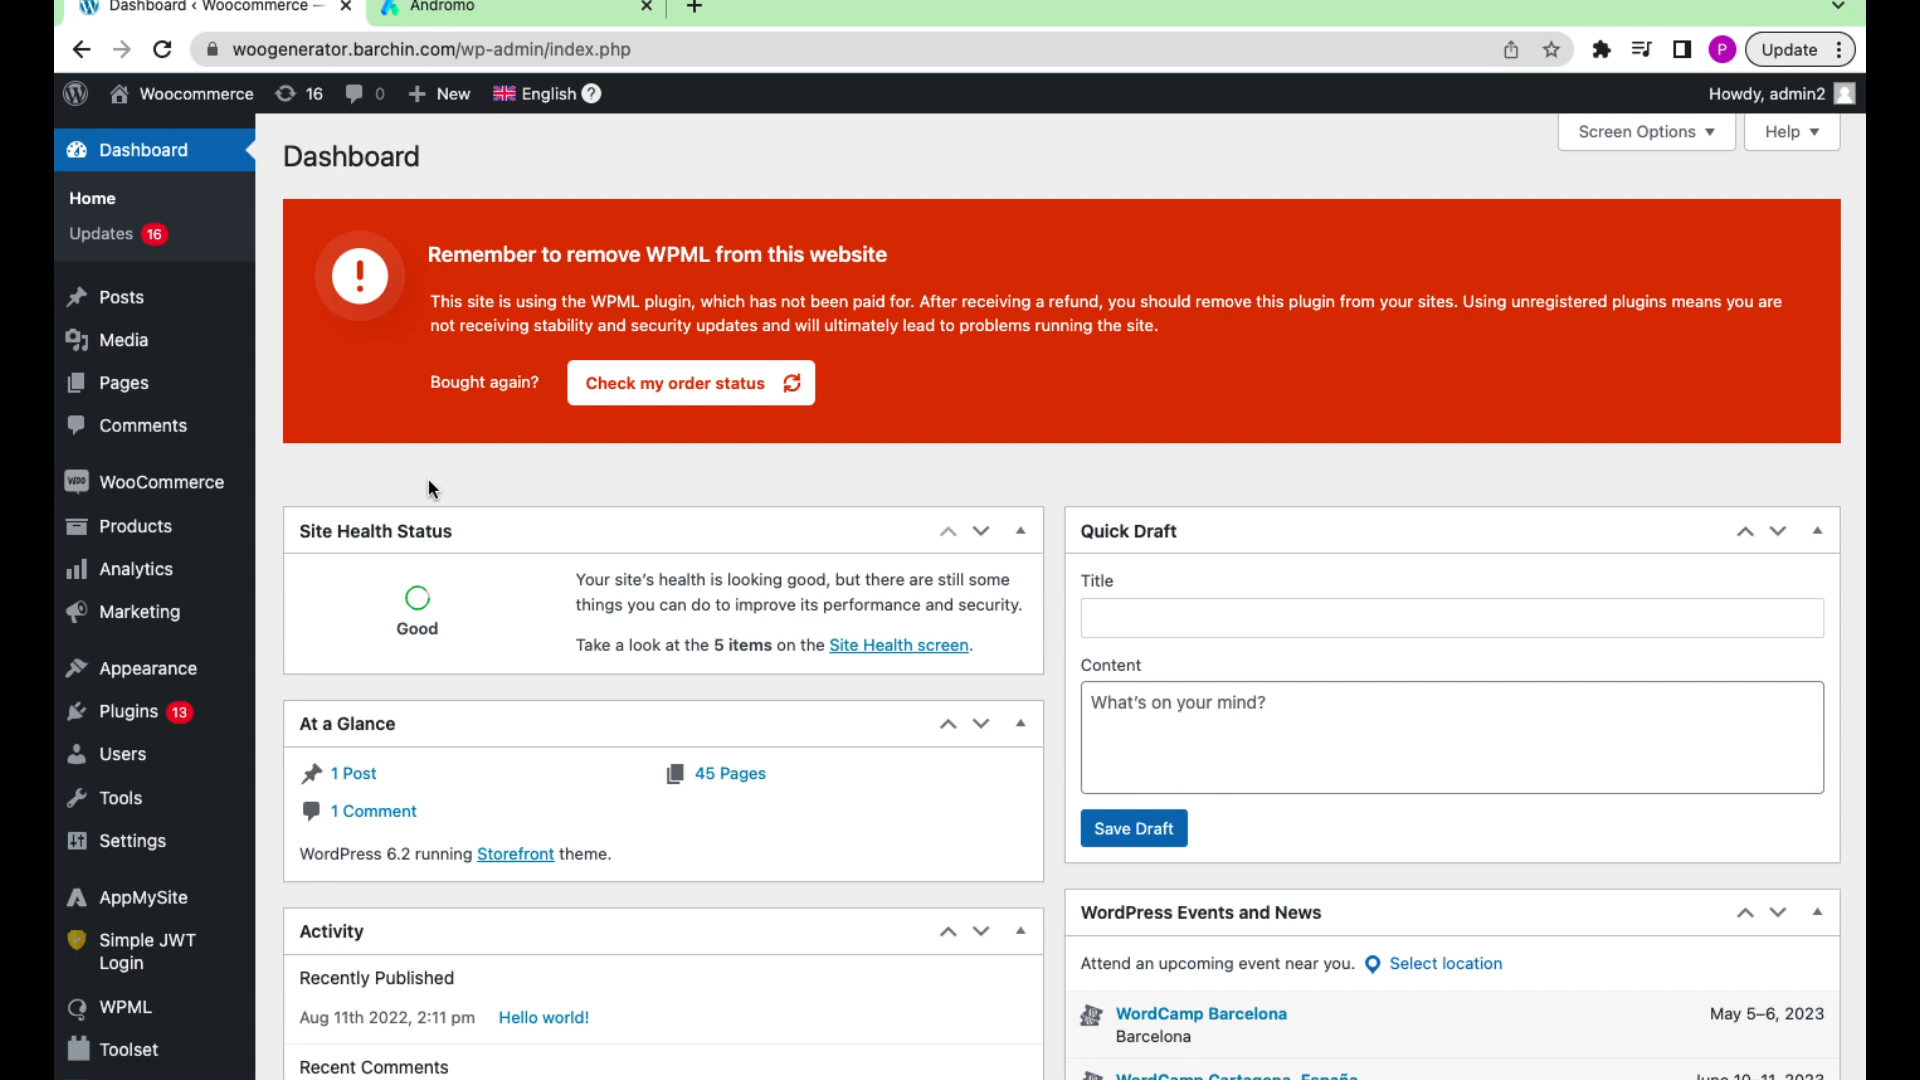 Dashboard ‹ Woocommerce —
Andromo
woogenerator.barchin.com/wp-admin/index.php
P
Update
Woocommerce
16
0
New
English
Howdy, admin2
Dashboard
Home
Updates 16
Posts
Media
Pages
Comments
WooCommerce
Products
Analytics
Marketing
Appearance
Plugins 13
Users
Tools
Settings
AppMySite
Simple JWT
Login
WPML
Toolset
Screen Options
Help
Dashboard
Remember to remove WPML from this website
This site is using the WPML plugin, which has not been paid for. After receiving a refund, you should remove this plugin from your sites. Using unregistered plugins means you are
not receiving stability and security updates and will ultimately lead to problems running the site.
Bought again?
Check my order status
Site Health Status
Good
Your site's health is looking good, but there are still some
things you can do to improve its performance and security.
Take a look at the 5 items on the Site Health screen.
At a Glance
1 Post
45 Pages
1 Comment
WordPress 6.2 running Storefront theme.
Activity
Recently Published
Aug 11th 2022, 2:11 pm
Hello world!
Recent Comments
Quick Draft
Title
Content
What's on your mind?
Save Draft
WordPress Events and News
Attend an upcoming event near you.
Select location
WordCamp Barcelona
May 5–6, 2023
Barcelona
WordCamp Cartagena, España
June 10–11, 2023